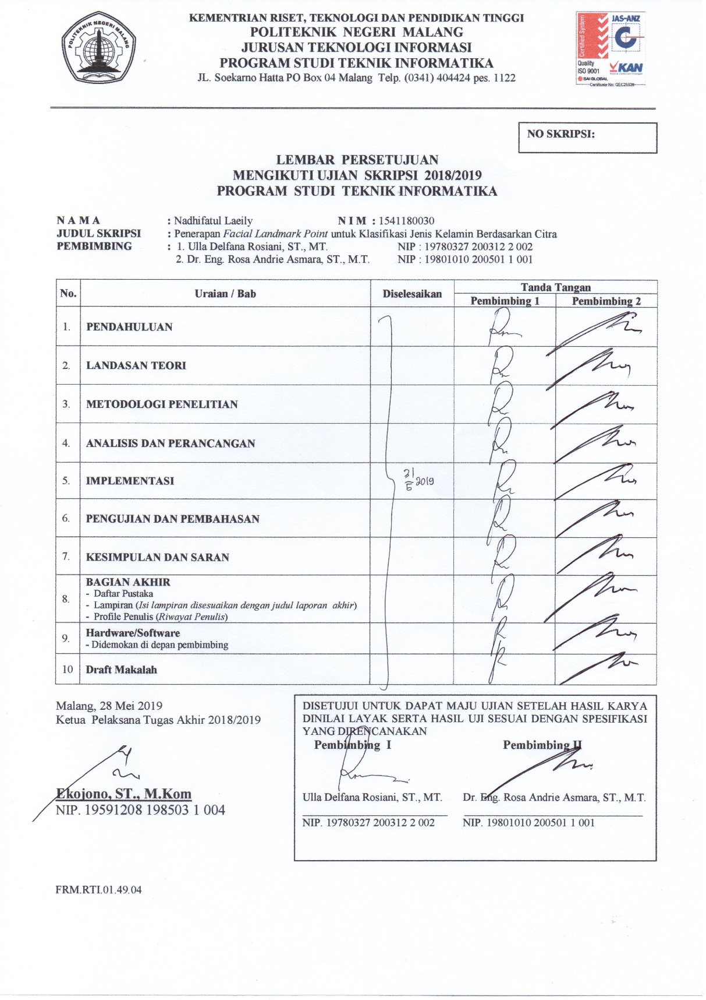 POLITEKNIK NEGERI MALANG
KEMENTRIAN RISET, TEKNOLOGI DAN PENDIDIKAN TINGGI
POLITEKNIK NEGERI MALANG
JURUSAN TEKNOLOGI INFORMASI
PROGRAM STUDI TEKNIK INFORMATIKA
JL. Soekarno Hatta PO Box 04 Malang Telp. (0341) 404424 pes. 1122
Certified System
JAS-ANZ
Quality
ISO 9001
SAI GLOBAL
KAN
Certificate No: QEC25839
NO SKRIPSI:
LEMBAR PERSETUJUAN
MENGIKUTI UJIAN SKRIPSI 2018/2019
PROGRAM STUDI TEKNIK INFORMATIKA
N A M A : Nadhifatul Laeily N I M : 1541180030
JUDUL SKRIPSI : Penerapan Facial Landmark Point untuk Klasifikasi Jenis Kelamin Berdasarkan Citra
PEMBIMBING : 1. Ulla Delfana Rosiani, ST., MT. NIP : 19780327 200312 2 002
2. Dr. Eng. Rosa Andrie Asmara, ST., M.T. NIP : 19801010 200501 1 001
No. Uraian / Bab Diselesaikan Tanda Tangan
Pembimbing 1 Pembimbing 2
1. PENDAHULUAN
2. LANDASAN TEORI
3. METODOLOGI PENELITIAN
4. ANALISIS DAN PERANCANGAN
5. IMPLEMENTASI 31/5 2019
6. PENGUJIAN DAN PEMBAHASAN
7. KESIMPULAN DAN SARAN
8. BAGIAN AKHIR
- Daftar Pustaka
- Lampiran (Isi lampiran disesuaikan dengan judul laporan akhir)
- Profile Penulis (Riwayat Penulis)
9. Hardware/Software
- Didemokan di depan pembimbing
10 Draft Makalah
Malang, 28 Mei 2019
Ketua Pelaksana Tugas Akhir 2018/2019
Ekojono, ST., M.Kom
NIP. 19591208 198503 1 004
DISETUJUI UNTUK DAPAT MAJU UJIAN SETELAH HASIL KARYA
DINILAI LAYAK SERTA HASIL UJI SESUAI DENGAN SPESIFIKASI
YANG DIRENCANAKAN
Pembimbing I Pembimbing II
Ulla Delfana Rosiani, ST., MT. Dr. Eng. Rosa Andrie Asmara, ST., M.T.
NIP. 19780327 200312 2 002 NIP. 19801010 200501 1 001
FRM.RTI.01.49.04